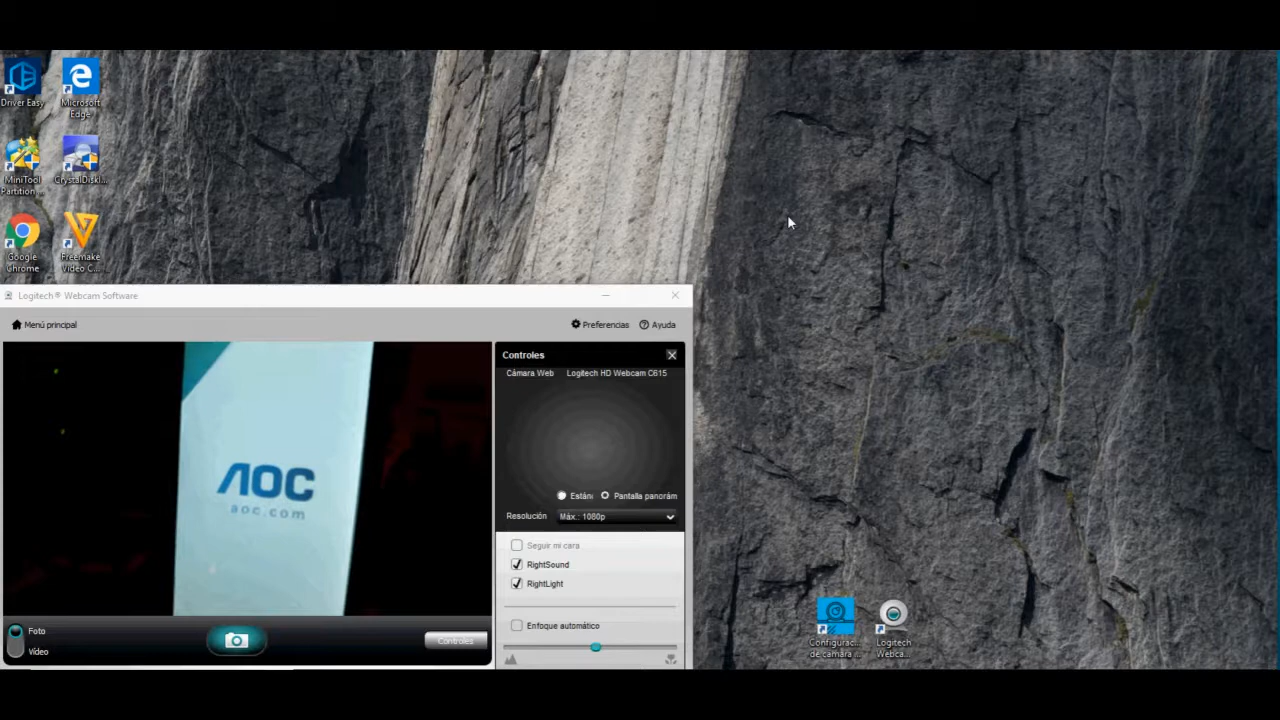 Driver Easy
Microsoft
Edge
MiniTool
Partition ...
CrystalDiskI...
Google
Chrome
Freemake
Video C...
Logitech® Webcam Software
Menú principal
Preferencias
Ayuda
AOC
aoc.com
Foto
Vídeo
Controles
Controles
Cámara Web Logitech HD Webcam C615
Están
Pantalla panorám
Resolución Máx.: 1080p
Seguir mi cara
RightSound
RightLight
Enfoque automático
Configurac...
de cámara ...
Logitech
Webca...